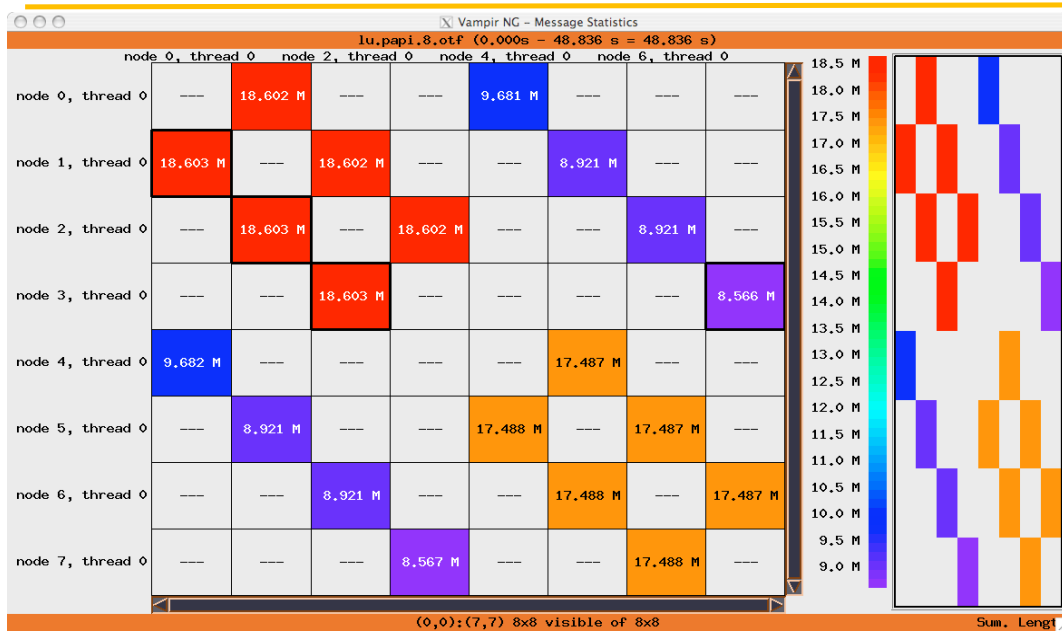 X Vampir NG - Message Statistics
lu.papi.8.otf (0.000s - 48.836 s = 48.836 s)
node 0, thread 0 node 2, thread 0 node 4, thread 0 node 6, thread 0
node 0, thread 0 --- 18.602 M --- --- 9.681 M --- --- ---
node 1, thread 0 18.603 M --- 18.602 M --- --- 8.921 M --- ---
node 2, thread 0 --- 18.603 M --- 18.602 M --- --- 8.921 M ---
node 3, thread 0 --- --- 18.603 M --- --- --- --- 8.566 M
node 4, thread 0 9.682 M --- --- --- --- 17.487 M --- ---
node 5, thread 0 --- 8.921 M --- --- 17.488 M --- 17.487 M ---
node 6, thread 0 --- --- 8.921 M --- --- 17.488 M --- 17.487 M
node 7, thread 0 --- --- --- 8.567 M --- --- 17.488 M ---
18.5 M
18.0 M
17.5 M
17.0 M
16.5 M
16.0 M
15.5 M
15.0 M
14.5 M
14.0 M
13.5 M
13.0 M
12.5 M
12.0 M
11.5 M
11.0 M
10.5 M
10.0 M
9.5 M
9.0 M
(0,0):(7,7) 8x8 visible of 8x8
Sum. Lengt